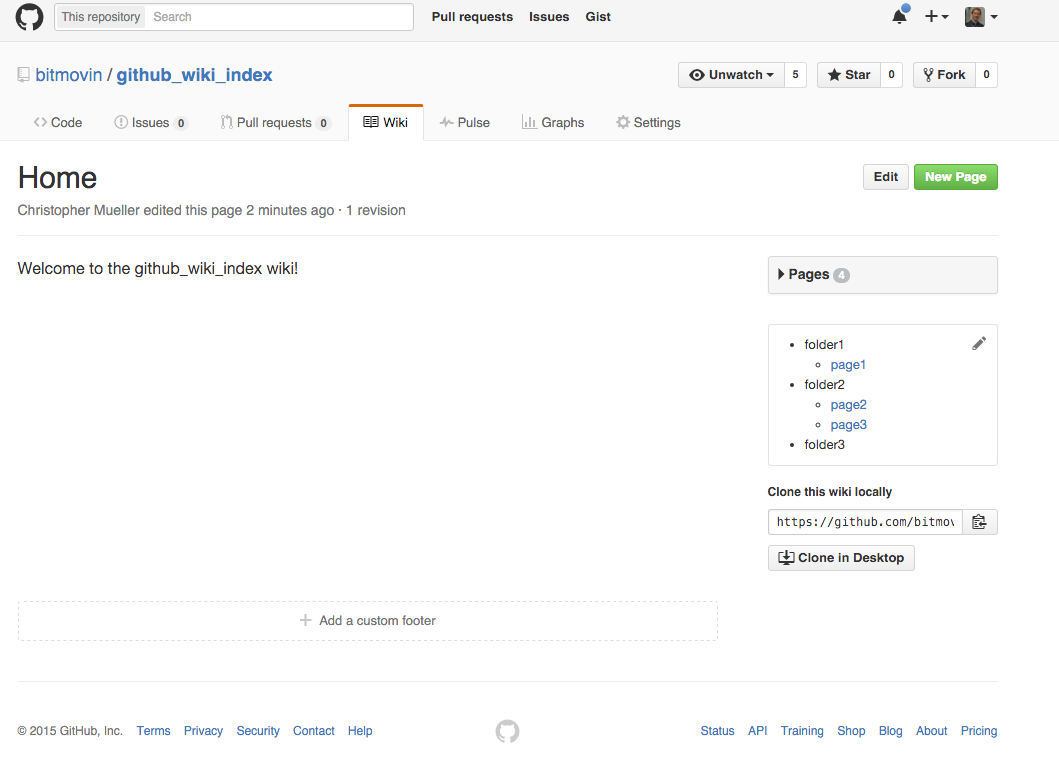 This repository Search Pull requests Issues Gist
bitmovin / github_wiki_index Unwatch 5 Star 0 Fork 0
Code Issues 0 Pull requests 0 Wiki Pulse Graphs Settings
Home Edit New Page
Christopher Mueller edited this page 2 minutes ago · 1 revision
Welcome to the github_wiki_index wiki!
Pages 4
folder1
page1
folder2
page2
page3
folder3
Clone this wiki locally
https://github.com/bitmov
Clone in Desktop
Add a custom footer
© 2015 GitHub, Inc. Terms Privacy Security Contact Help Status API Training Shop Blog About Pricing